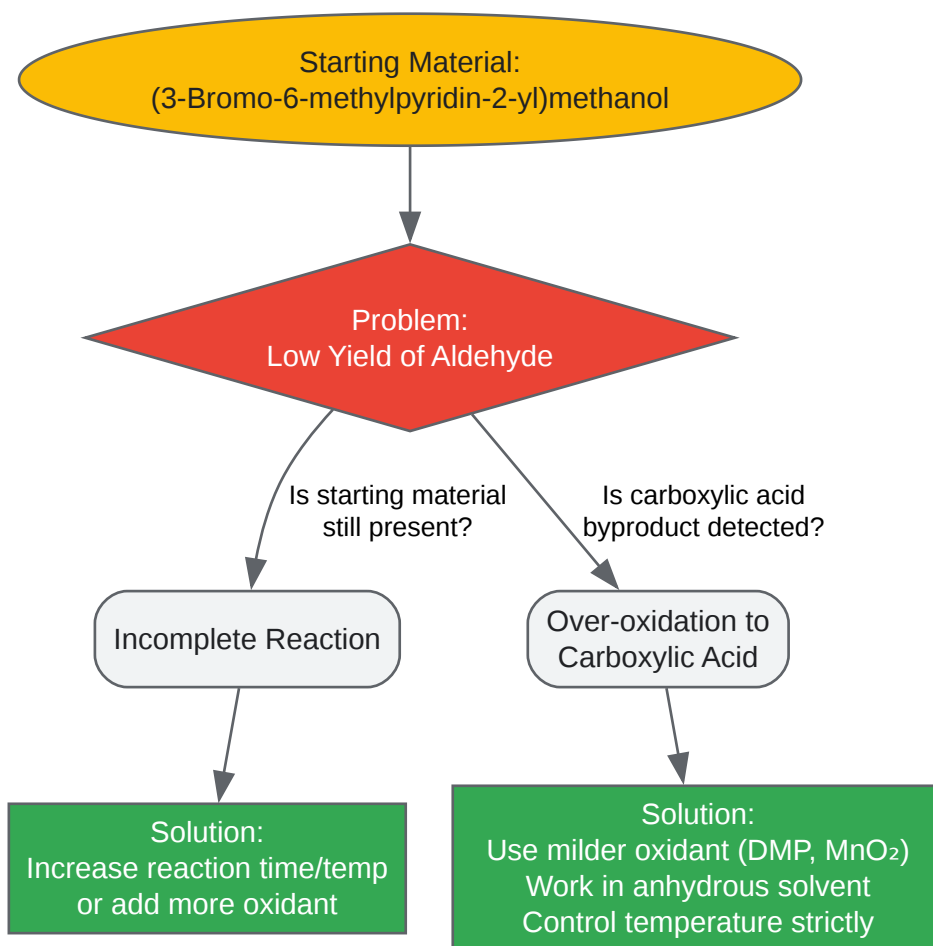 Starting Material:
(3-Bromo-6-methylpyridin-2-yl)methanol
Problem:
Low Yield of Aldehyde
Is starting material
still present?
Is carboxylic acid
byproduct detected?
Incomplete Reaction
Over-oxidation to
Carboxylic Acid
Solution:
Increase reaction time/temp
or add more oxidant
Solution:
Use milder oxidant (DMP, MnO₂)
Work in anhydrous solvent
Control temperature strictly